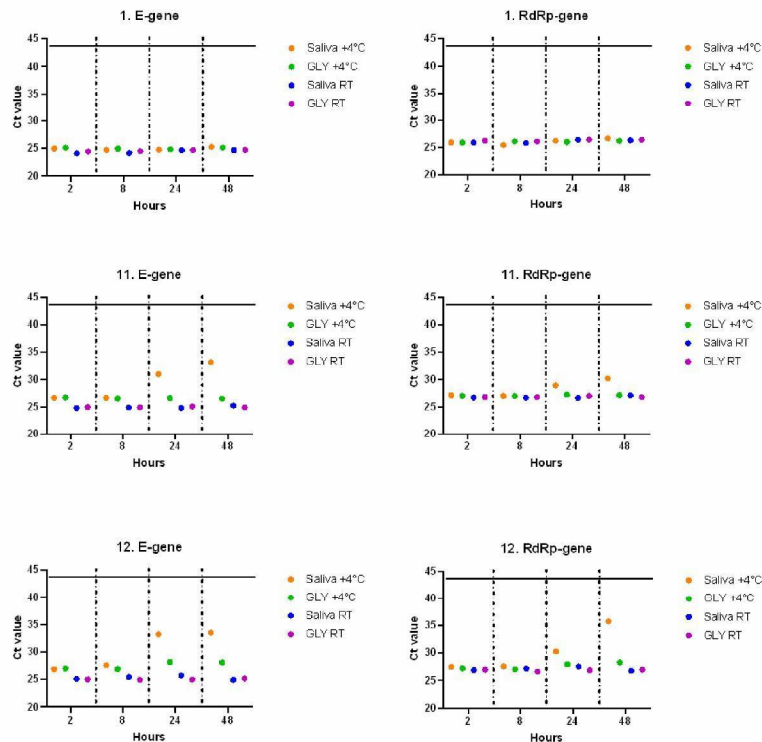 1. E-gene
Ct value
45
40
35
30
25
20
2 8 24 48
Hours
Saliva +4°C
GLY +4°C
Saliva RT
GLY RT
1. RdRp-gene
Ct value
45
40
35
30
25
20
2 8 24 48
Hours
Saliva +4°C
GLY +4°C
Saliva RT
GLY RT
11. E-gene
Ct value
45
40
35
30
25
20
2 8 24 48
Hours
Saliva +4°C
GLY +4°C
Saliva RT
GLY RT
11. RdRp-gene
Ct value
45
40
35
30
25
20
2 8 24 48
Hours
Saliva +4°C
GLY +4°C
Saliva RT
GLY RT
12. E-gene
Ct value
45
40
35
30
25
20
2 8 24 48
Hours
Saliva +4°C
GLY +4°C
Saliva RT
GLY RT
12. RdRp-gene
Ct value
45
40
35
30
25
20
2 8 24 48
Hours
Saliva +4°C
GLY +4°C
Saliva RT
GLY RT